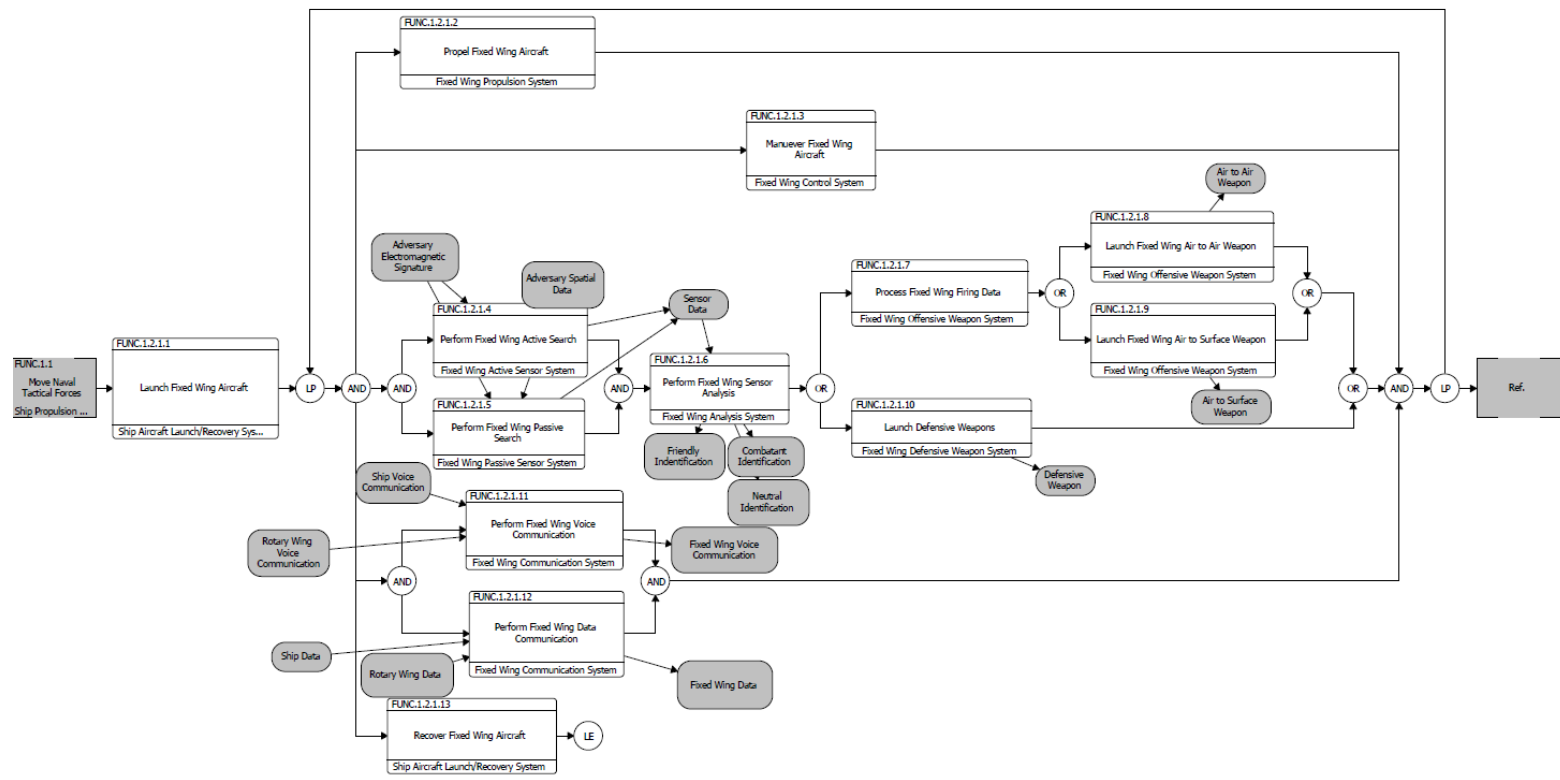 FUNC.1.2.1.2
Propel Fixed Wing Aircraft
Fixed Wing Propulsion System
FUNC.1.2.1.3
Manuever Fixed Wing
Aircraft
Fixed Wing Control System
Air to Air
Weapon
FUNC.1.2.1.8
Launch Fixed Wing Air to Air Weapon
Fixed Wing Offensive Weapon System
Adversary
Electromagnetic
Signature
Adversary Spatial
Data
Sensor
Data
FUNC.1.2.1.7
Process Fixed Wing Firing Data
Fixed Wing Offensive Weapon System
OR
OR
FUNC.1.2.1.4
Perform Fixed Wing Active Search
Fixed Wing Active Sensor System
FUNC.1.2.1.9
Launch Fixed Wing Air to Surface Weapon
Fixed Wing Offensive Weapon System
FUNC.1.1
Move Naval
Tactical Forces
Ship Propulsion ...
FUNC.1.2.1.1
Launch Fixed Wing Aircraft
Ship Aircraft Launch/Recovery Sys...
LP
AND
AND
AND
FUNC.1.2.1.6
Perform Fixed Wing Sensor
Analysis
Fixed Wing Analysis System
OR
OR
AND
LP
Ref.
FUNC.1.2.1.5
Perform Fixed Wing Passive
Search
Fixed Wing Passive Sensor System
FUNC.1.2.1.10
Launch Defensive Weapons
Fixed Wing Defensive Weapon System
Air to Surface
Weapon
Friendly
Indentification
Combatant
Identification
Neutral
Identification
Defensive
Weapon
Ship Voice
Communication
FUNC.1.2.1.11
Perform Fixed Wing Voice
Communication
Fixed Wing Communication System
Rotary Wing
Voice
Communication
Fixed Wing Voice
Communication
AND
AND
FUNC.1.2.1.12
Perform Fixed Wing Data
Communication
Fixed Wing Communication System
Ship Data
Rotary Wing Data
Fixed Wing Data
FUNC.1.2.1.13
Recover Fixed Wing Aircraft
Ship Aircraft Launch/Recovery System
LE